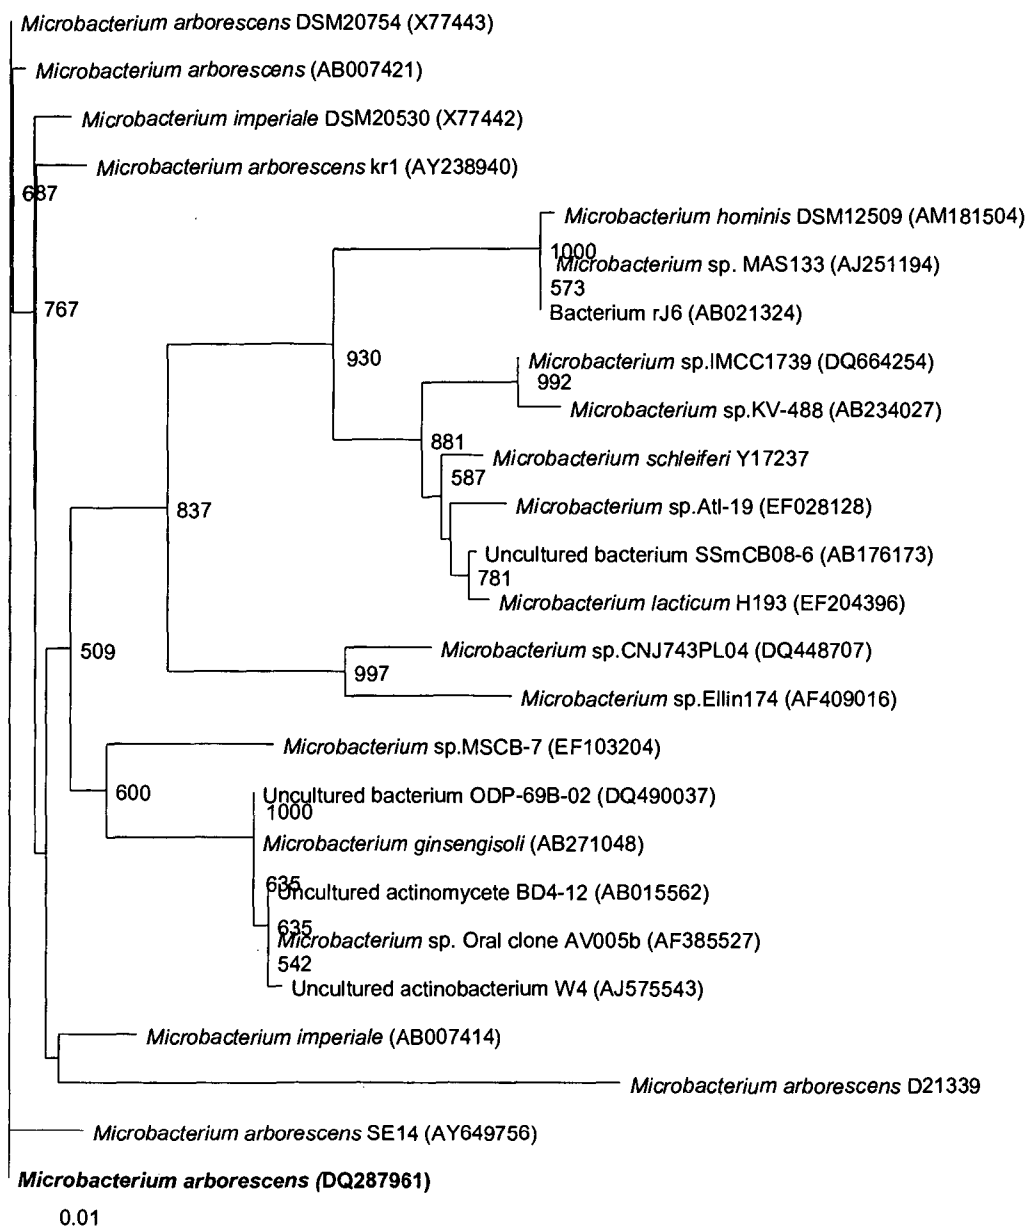 Microbacterium arborescens DSM20754 (X77443)
Microbacterium arborescens (AB007421)
Microbacterium imperiale DSM20530 (X77442)
Microbacterium arborescens kr1 (AY238940)
687
Microbacterium hominis DSM12509 (AM181504)
1000
Microbacterium sp. MAS133 (AJ251194)
573
767
Bacterium rJ6 (AB021324)
930
Microbacterium sp.IMCC1739 (DQ664254)
992
Microbacterium sp.KV-488 (AB234027)
881
Microbacterium schleiferi Y17237
587
837
Microbacterium sp.Atl-19 (EF028128)
Uncultured bacterium SSmCB08-6 (AB176173)
781
Microbacterium lacticum H193 (EF204396)
509
Microbacterium sp.CNJ743PL04 (DQ448707)
997
Microbacterium sp.Ellin174 (AF409016)
Microbacterium sp.MSCB-7 (EF103204)
600
Uncultured bacterium ODP-69B-02 (DQ490037)
1000
Microbacterium ginsengisoli (AB271048)
635
Uncultured actinomycete BD4-12 (AB015562)
635
Microbacterium sp. Oral clone AV005b (AF385527)
542
Uncultured actinobacterium W4 (AJ575543)
Microbacterium imperiale (AB007414)
Microbacterium arborescens D21339
Microbacterium arborescens SE14 (AY649756)
Microbacterium arborescens (DQ287961)
0.01